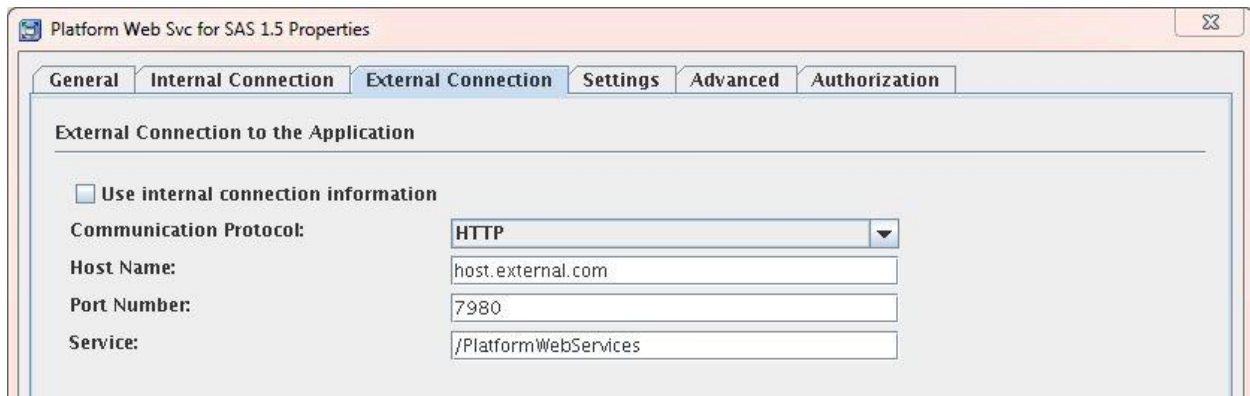 Platform Web Svc for SAS 1.5 Properties
General Internal Connection External Connection Settings Advanced Authorization
External Connection to the Application
Use internal connection information
Communication Protocol: HTTP
Host Name: host.external.com
Port Number: 7980
Service: /PlatformWebServices